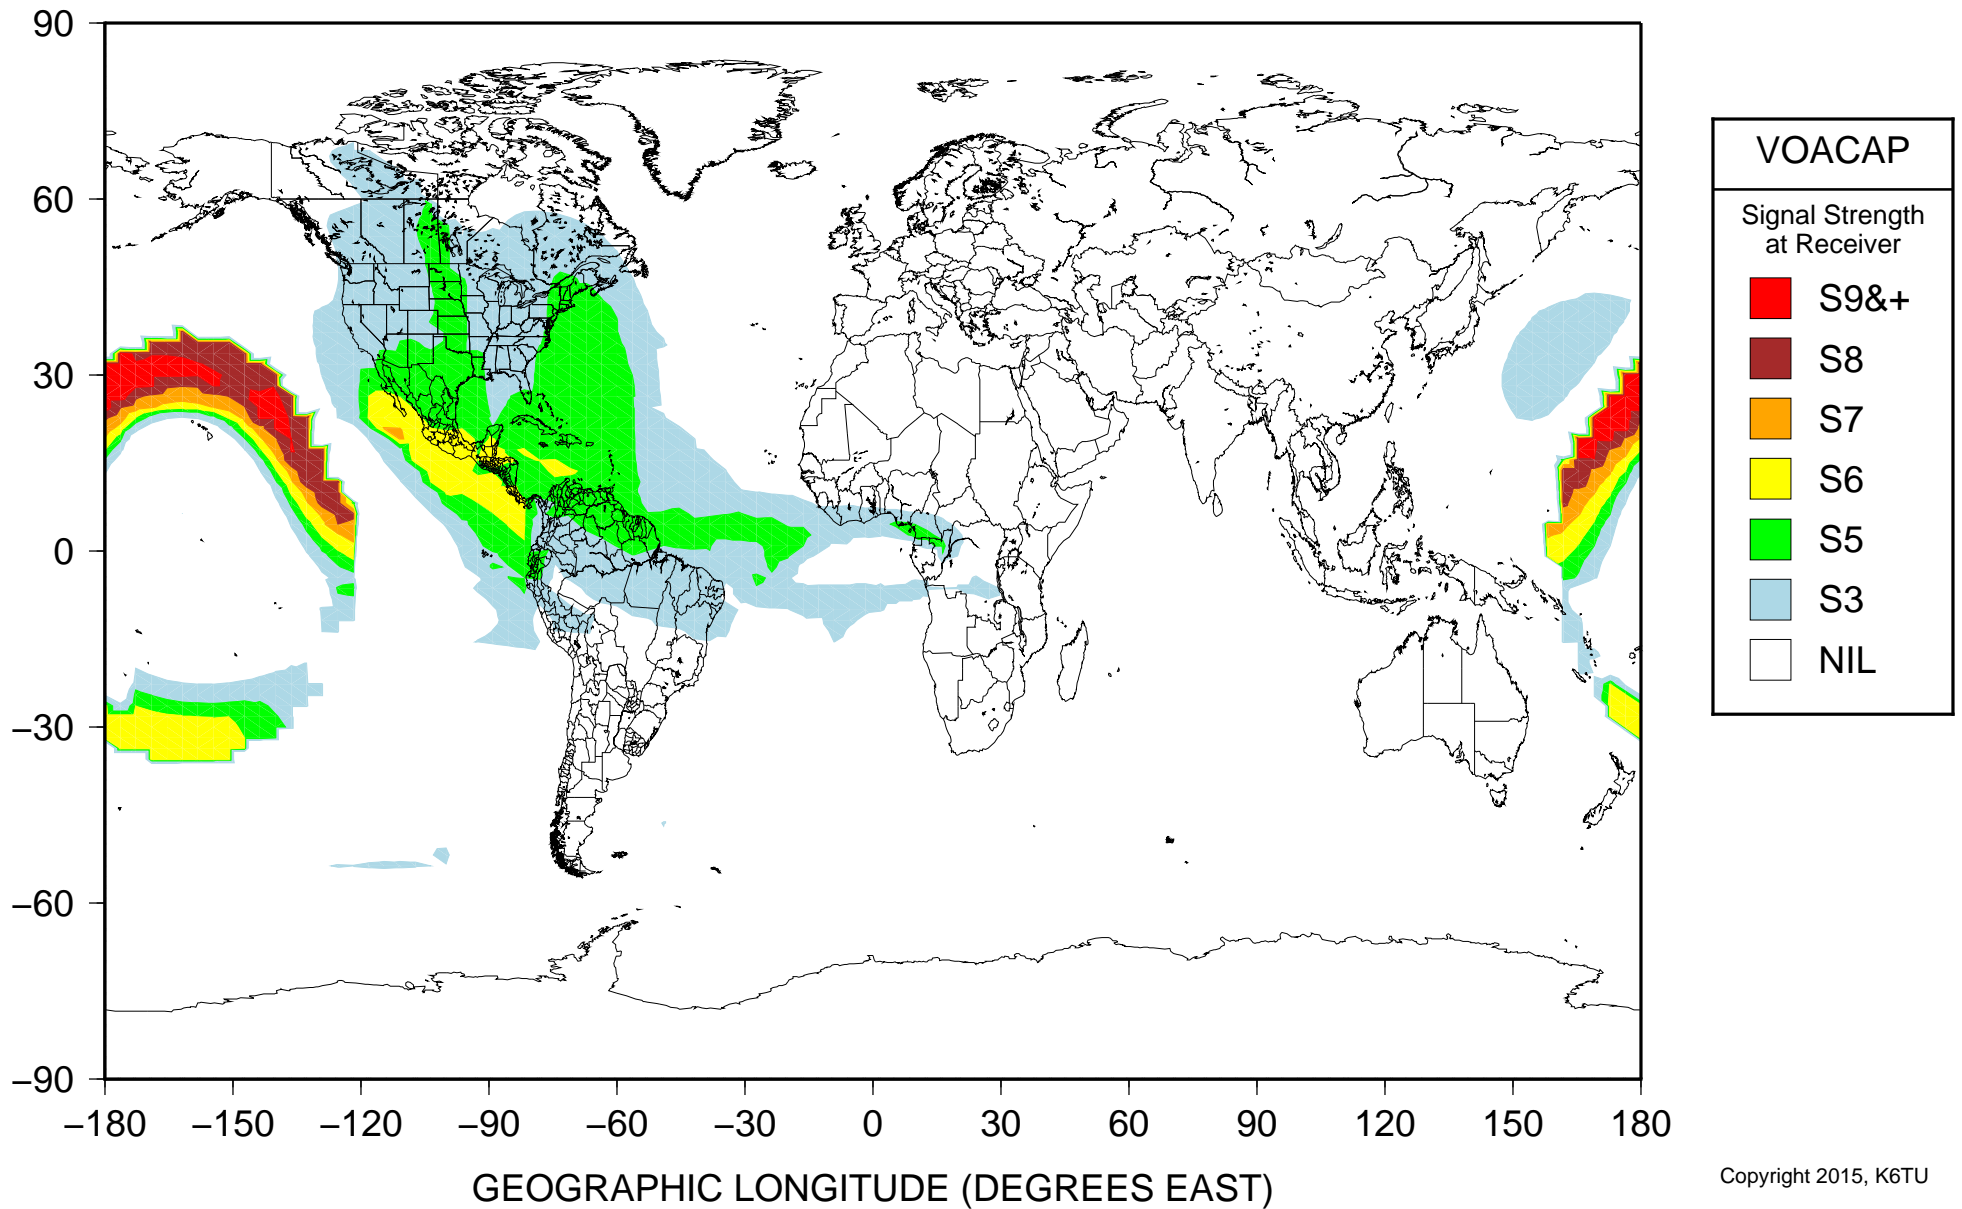 90
60
30
0
−30
−60
−90
−180
−150
−120
−90
−60
−30
0
30
60
90
120
150
180
GEOGRAPHIC LONGITUDE (DEGREES EAST)
VOACAP
Signal Strength
at Receiver
S9&+
S8
S7
S6
S5
S3
NIL
Copyright 2015, K6TU